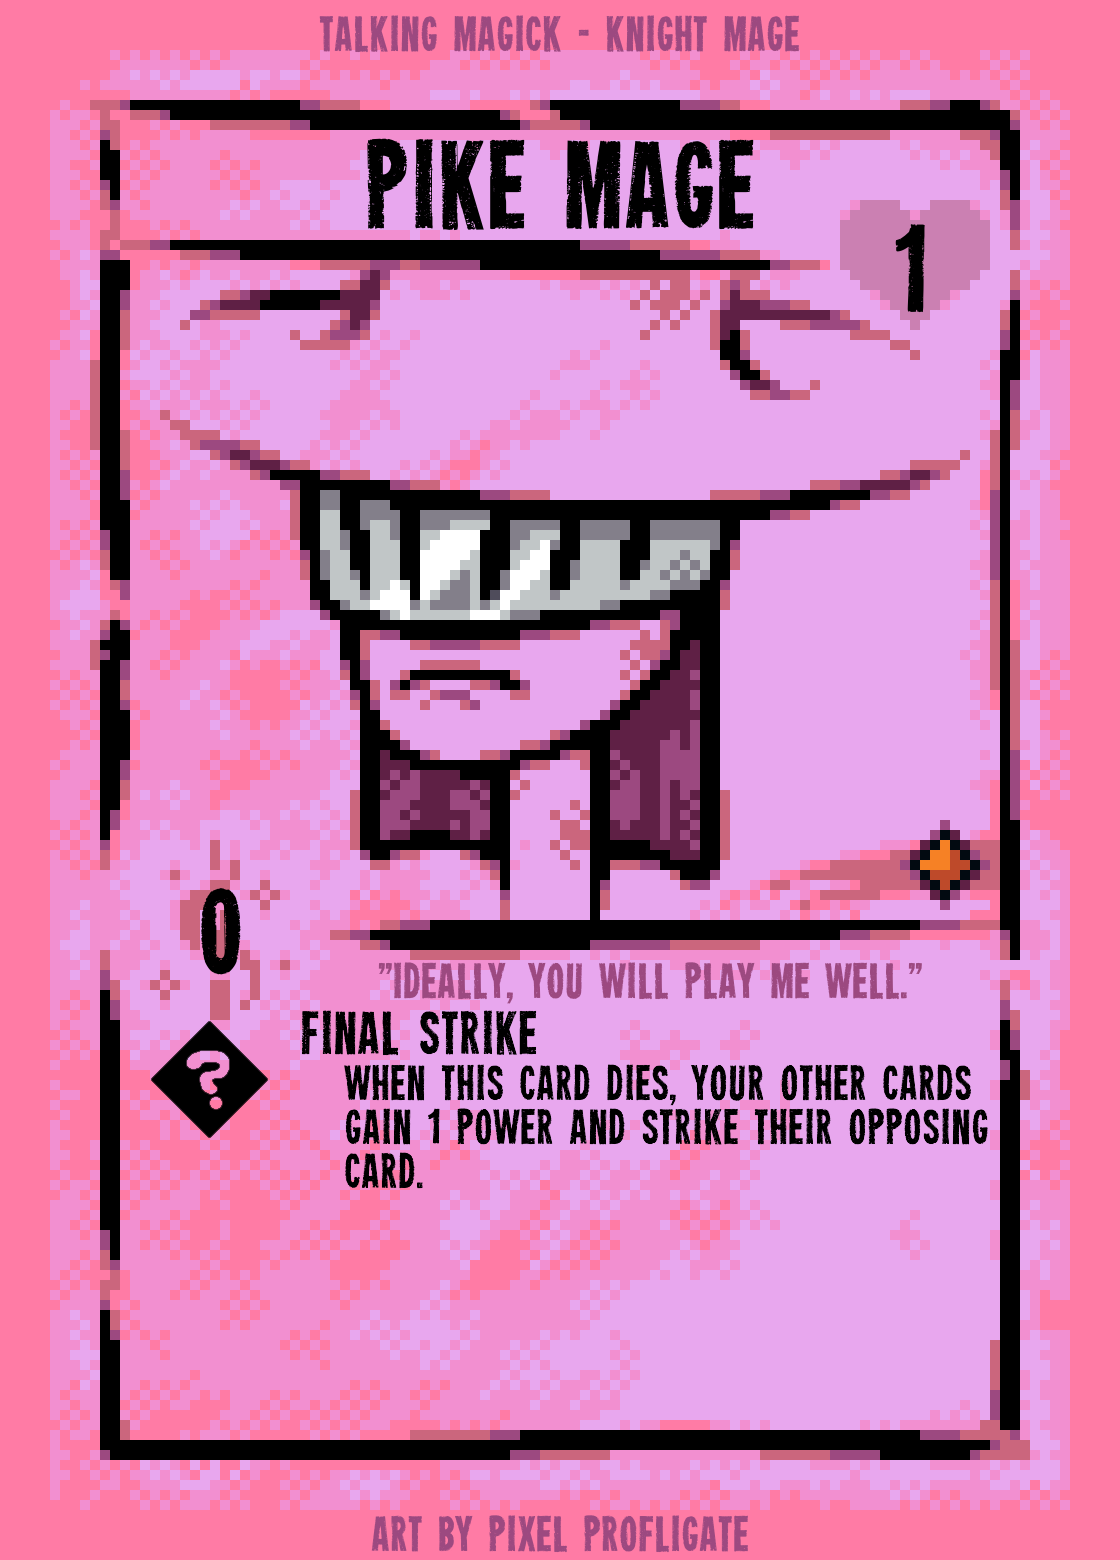 TALKING MAGICK - KNIGHT MAGE
PIKE MAGE
1
0
"IDEALLY, YOU WILL PLAY ME WELL."
FINAL STRIKE
?
WHEN THIS CARD DIES, YOUR OTHER CARDS
GAIN 1 POWER AND STRIKE THEIR OPPOSING
CARD.
ART BY PIXEL PROFLIGATE